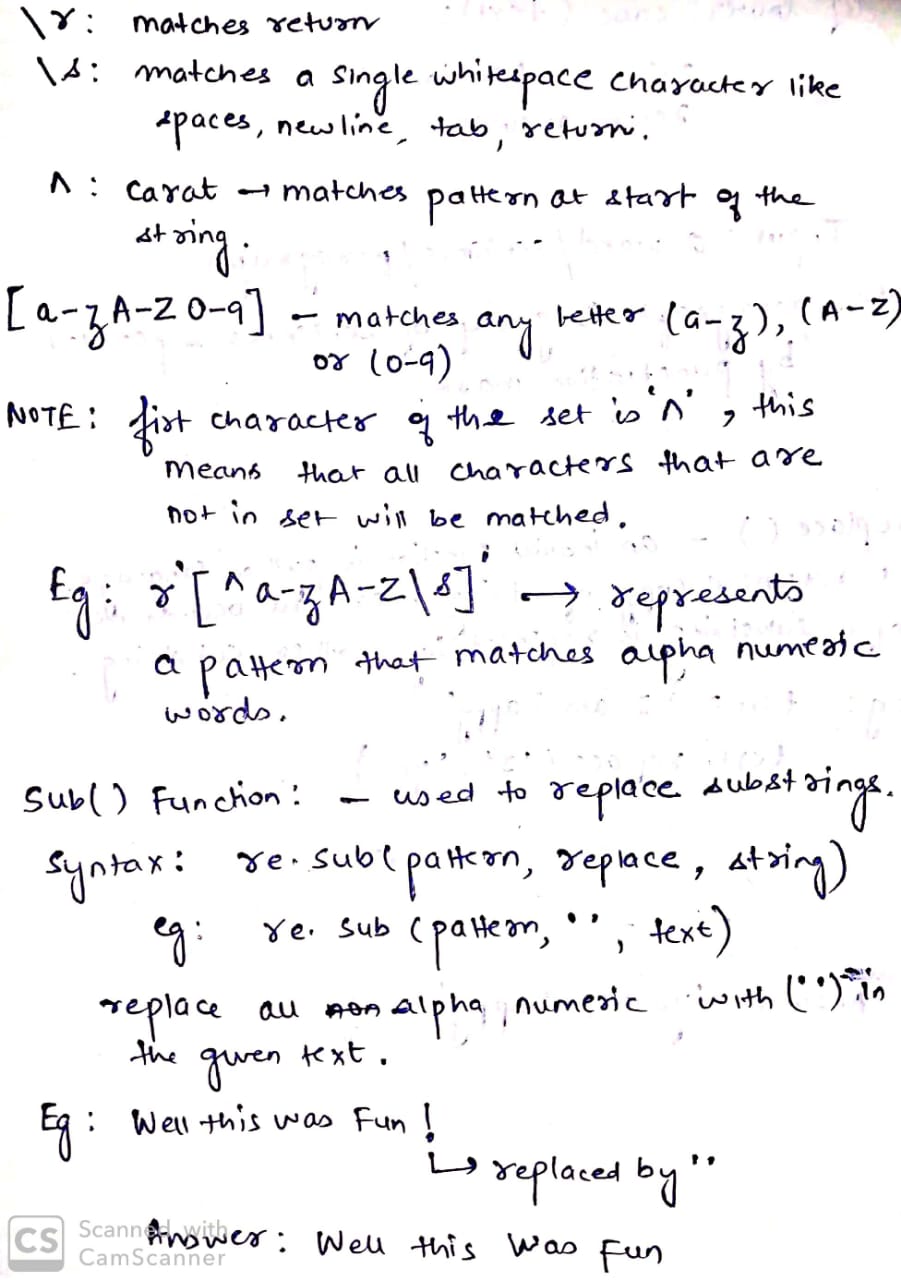 \r: matches return
\s: matches a single whitespace character like
spaces, newline, tab, return.
^: carat → matches pattern at start of the
string.
[a-zA-Z0-9] - matches any letter (a-z), (A-Z)
or (0-9)
NOTE: fist character of the set is '^', this
means that all characters that are
not in set will be matched.
Eg: r'[^a-zA-Z\s]' → represents
a pattern that matches alpha numeric
words.
Sub() Function: - used to replace substrings.
Syntax: re.sub(pattern, replace, string)
eg: re.sub(pattern, '', text)
replace all non alpha numeric with ('') in
the given text.
Eg: Well this was Fun!
↳ replaced by ''
Answer: Well this was fun
CS Scanned with
CamScanner